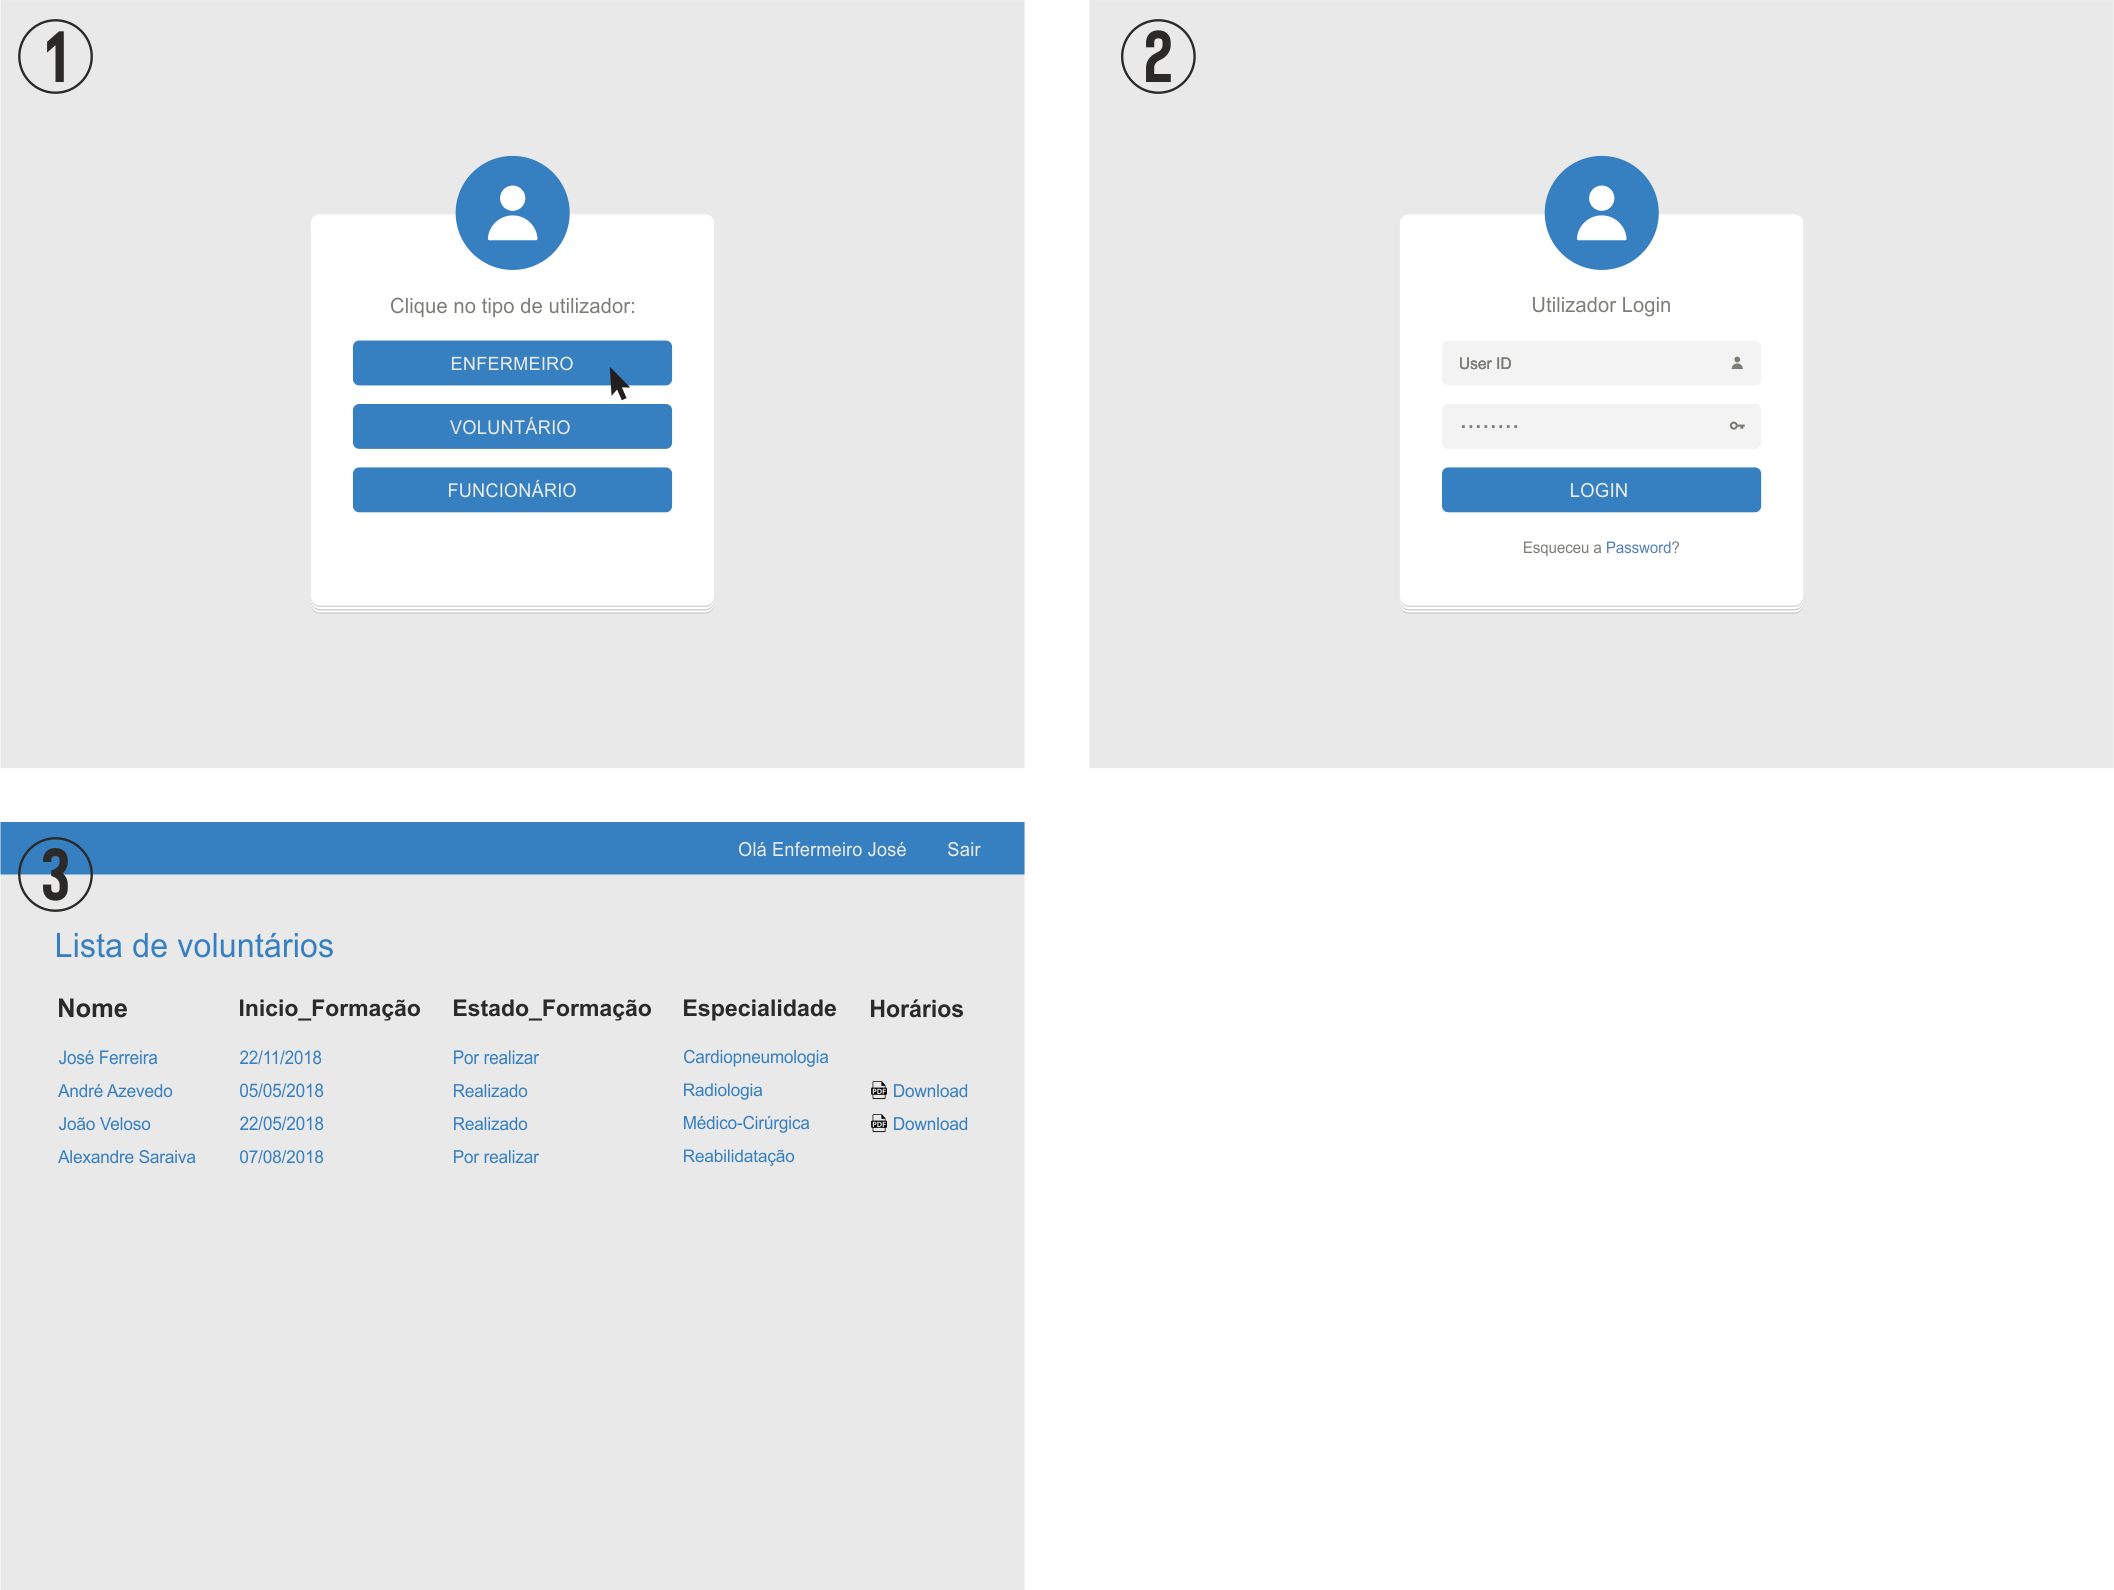 1
Clique no tipo de utilizador:
ENFERMEIRO
VOLUNTÁRIO
FUNCIONÁRIO
2
Utilizador Login
User ID
········
LOGIN
Esqueceu a Password?
3
Olá Enfermeiro José Sair
Lista de voluntários
Nome Inicio_Formação Estado_Formação Especialidade Horários
José Ferreira 22/11/2018 Por realizar Cardiopneumologia
André Azevedo 05/05/2018 Realizado Radiologia PDF Download
João Veloso 22/05/2018 Realizado Médico-Cirúrgica PDF Download
Alexandre Saraiva 07/08/2018 Por realizar Reabilidatação